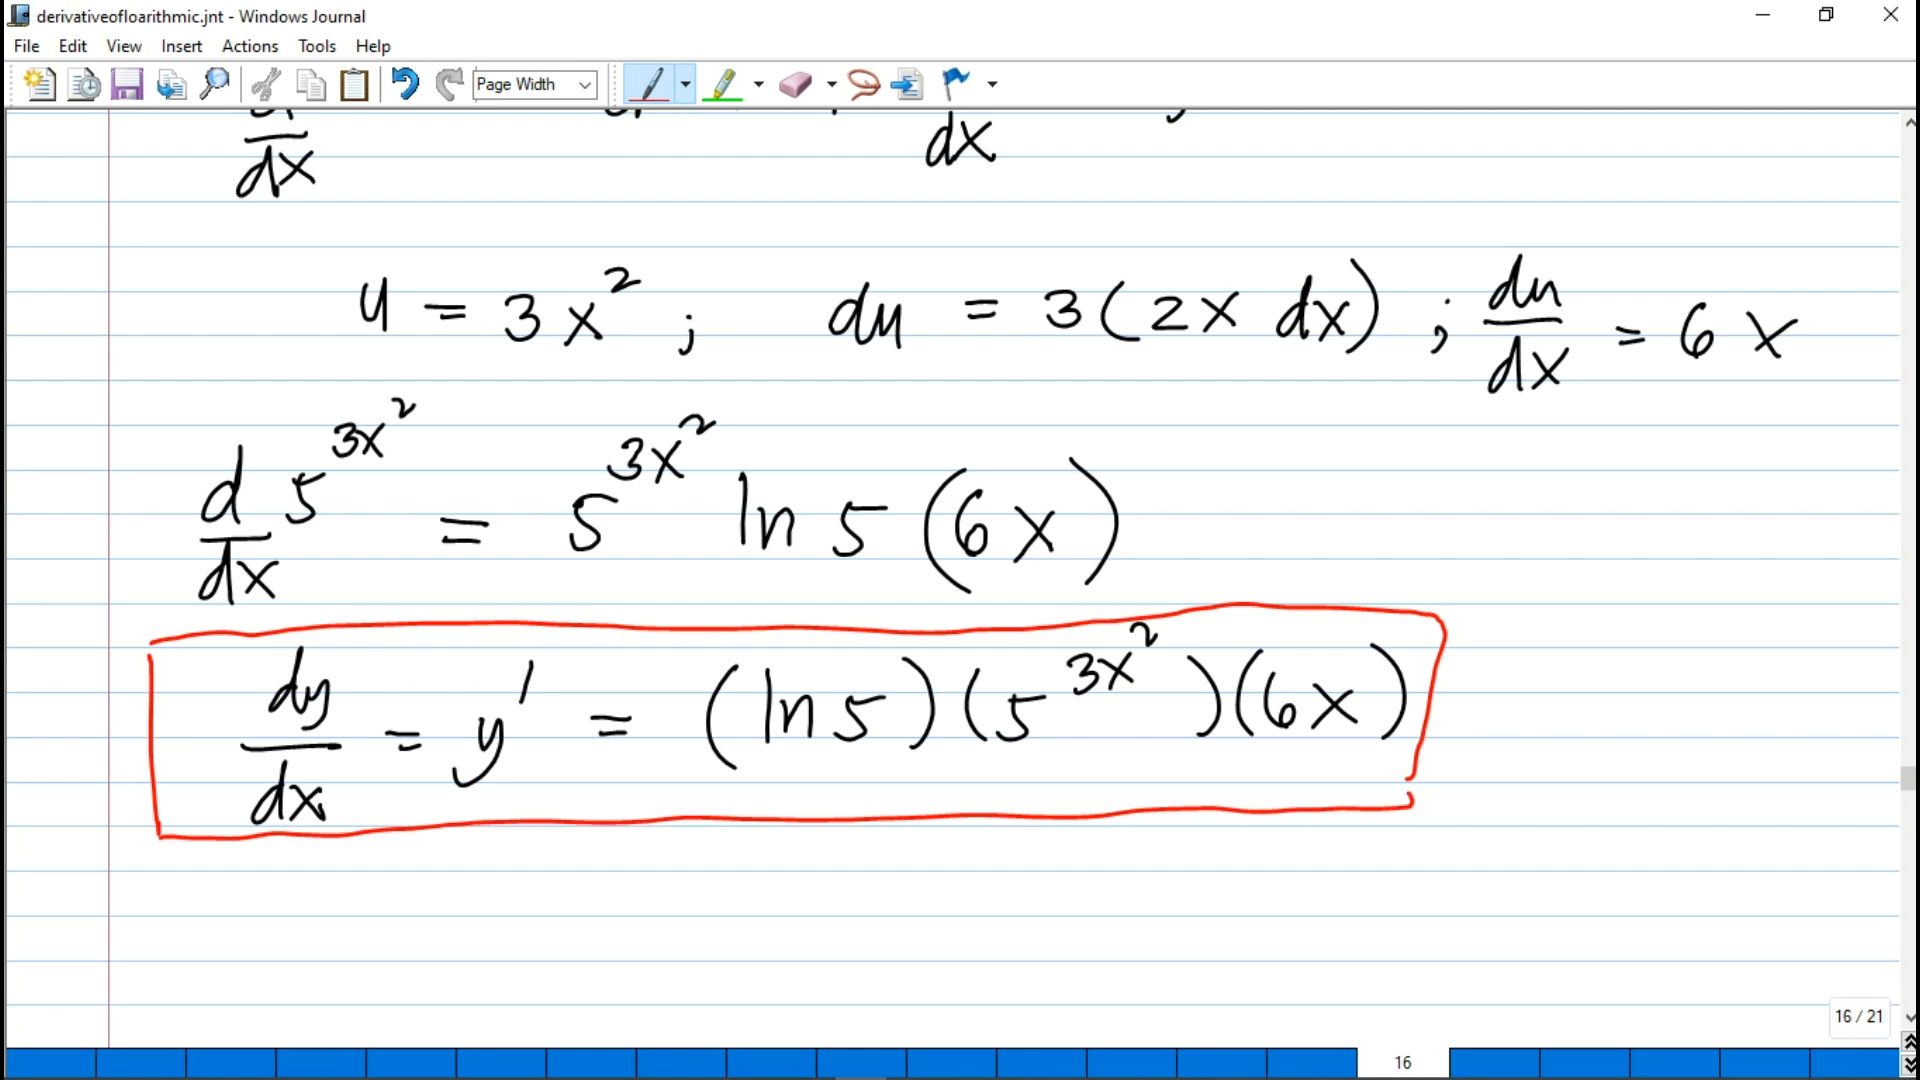 derivativeofloarithmic.jnt - Windows Journal
File Edit View Insert Actions Tools Help
Page Width
dx dx
u = 3x² ; du = 3(2x dx) ; du/dx = 6x
d/dx 5^3x² = 5^3x² ln 5 (6x)
dy/dx = y' = (ln 5)(5^3x²)(6x)
16 / 21
16